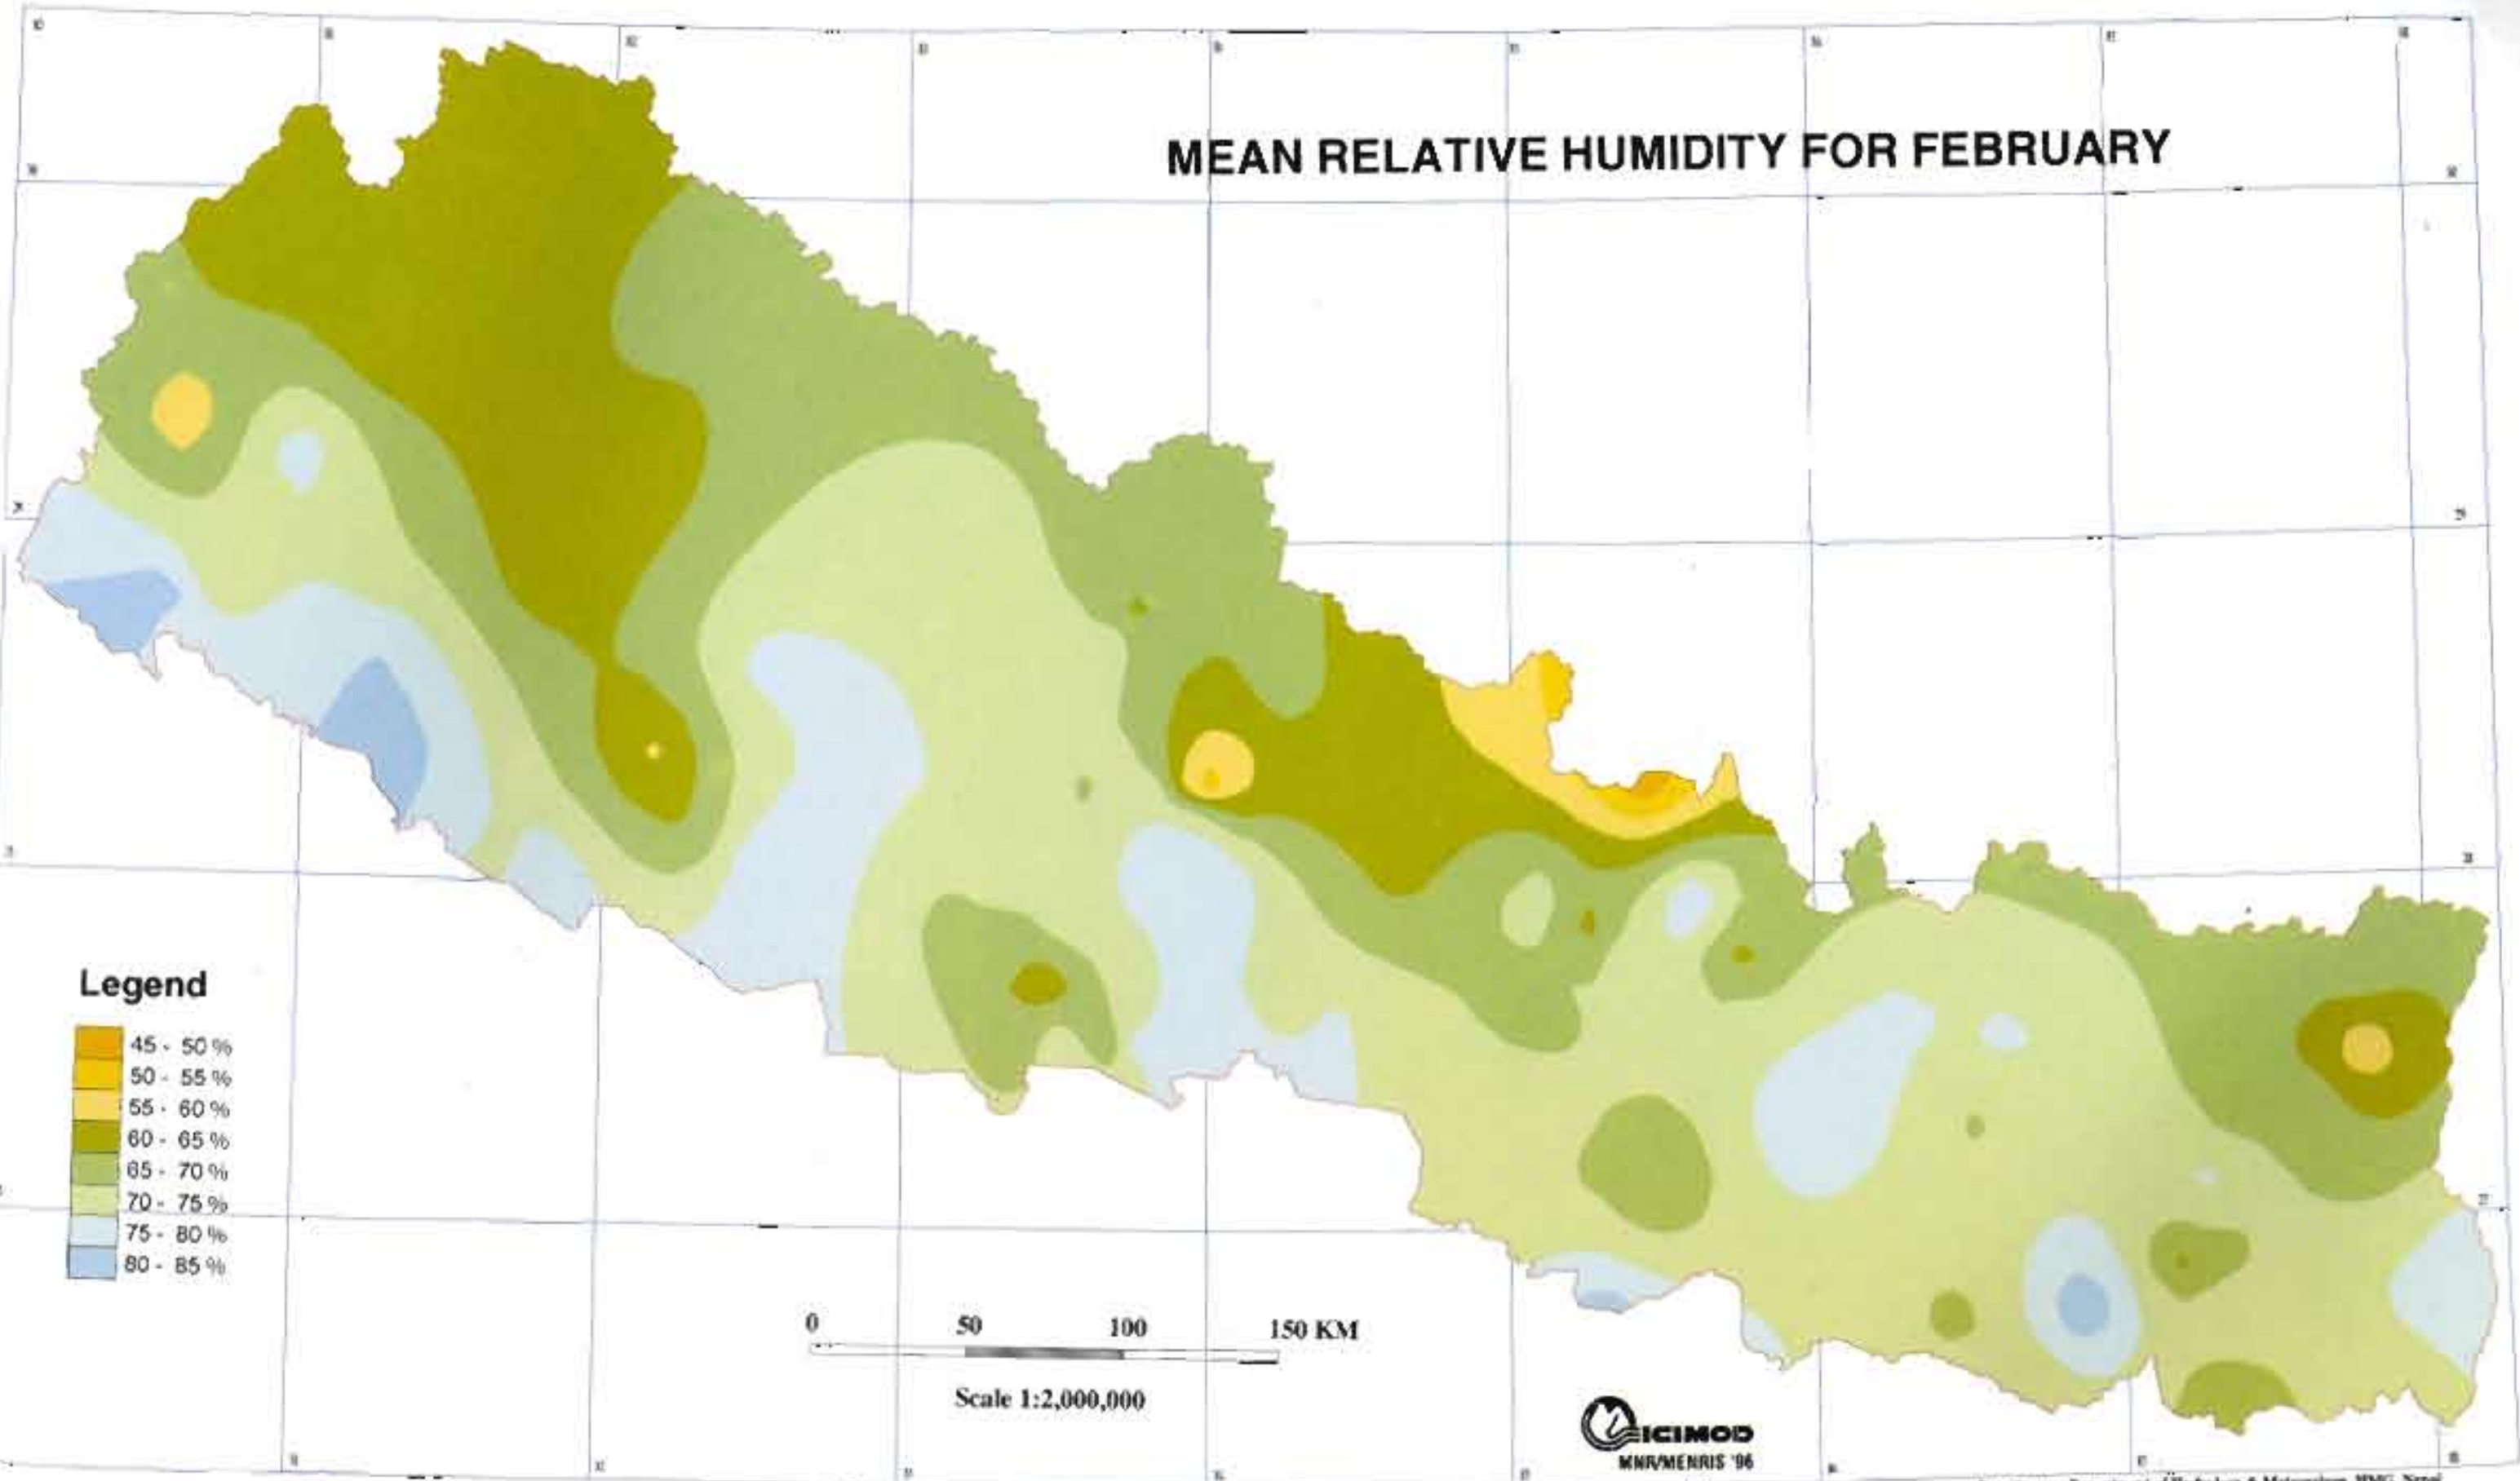 MEAN RELATIVE HUMIDITY FOR FEBRUARY
Legend
45 - 50 %
50 - 55 %
55 - 60 %
60 - 65 %
65 - 70 %
70 - 75 %
75 - 80 %
80 - 85 %
0 50 100 150 KM
Scale 1:2,000,000
ICIMOD
MNR/MENRIS '96